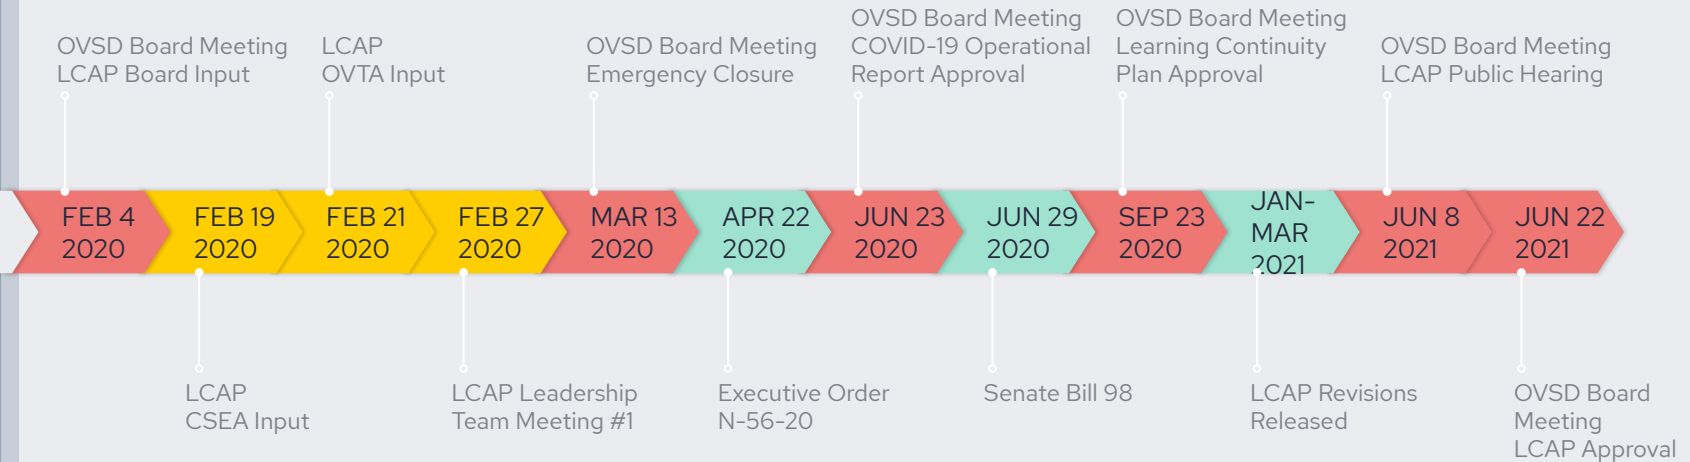 OVSD Board Meeting
LCAP Board Input
LCAP
OVTA Input
OVSD Board Meeting
Emergency Closure
OVSD Board Meeting
COVID-19 Operational
Report Approval
OVSD Board Meeting
Learning Continuity
Plan Approval
OVSD Board Meeting
LCAP Public Hearing
FEB 4
2020
FEB 19
2020
FEB 21
2020
FEB 27
2020
MAR 13
2020
APR 22
2020
JUN 23
2020
JUN 29
2020
SEP 23
2020
JAN-
MAR
2021
JUN 8
2021
JUN 22
2021
LCAP
CSEA Input
LCAP Leadership
Team Meeting #1
Executive Order
N-56-20
Senate Bill 98
LCAP Revisions
Released
OVSD Board
Meeting
LCAP Approval